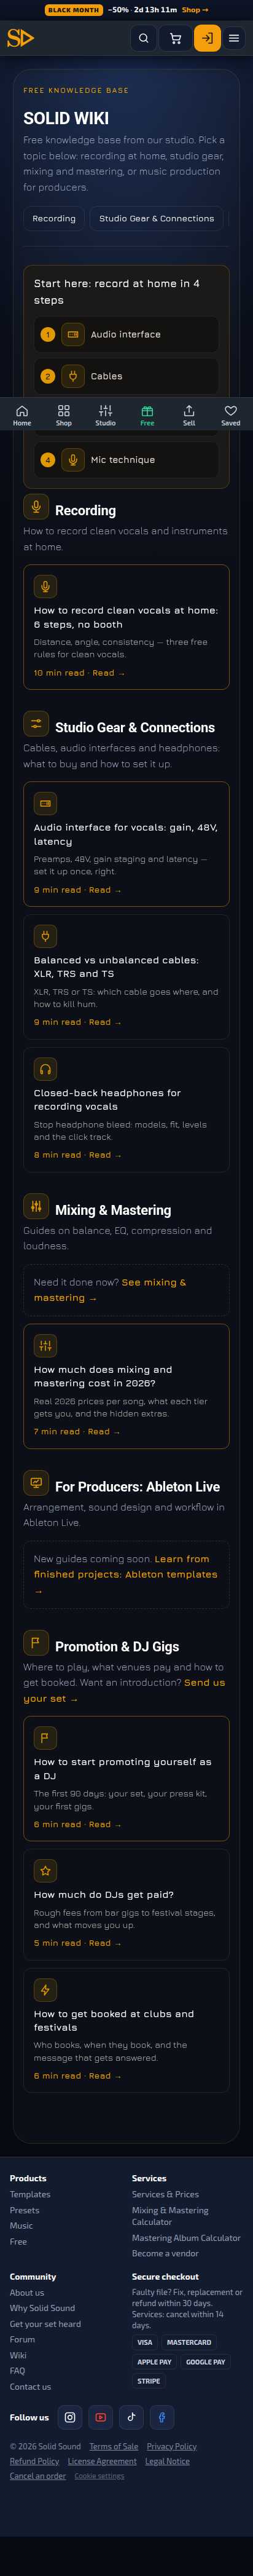 BLACK MONTH -50% · 2d 13h 11m Shop →
FREE KNOWLEDGE BASE
SOLID WIKI
Free knowledge base from our studio. Pick a
topic below: recording at home, studio gear,
mixing and mastering, or music production
for producers.
Recording
Studio Gear & Connections
Start here: record at home in 4
steps
1 Audio interface
2 Cables
Home
Shop
Studio
Free
Sell
Saved
4 Mic technique
Recording
How to record clean vocals and instruments
at home.
How to record clean vocals at home:
6 steps, no booth
Distance, angle, consistency — three free
rules for clean vocals.
10 min read · Read →
Studio Gear & Connections
Cables, audio interfaces and headphones:
what to buy and how to set it up.
Audio interface for vocals: gain, 48V,
latency
Preamps, 48V, gain staging and latency —
set it up once, right.
9 min read · Read →
Balanced vs unbalanced cables:
XLR, TRS and TS
XLR, TRS or TS: which cable goes where, and
how to kill hum.
9 min read · Read →
Closed-back headphones for
recording vocals
Stop headphone bleed: models, fit, levels
and the click track.
8 min read · Read →
Mixing & Mastering
Guides on balance, EQ, compression and
loudness.
Need it done now? See mixing &
mastering →
How much does mixing and
mastering cost in 2026?
Real 2026 prices per song, what each tier
gets you, and the hidden extras.
7 min read · Read →
For Producers: Ableton Live
Arrangement, sound design and workflow in
Ableton Live.
New guides coming soon. Learn from
finished projects: Ableton templates
→
Promotion & DJ Gigs
Where to play, what venues pay and how to
get booked. Want an introduction? Send us
your set →
How to start promoting yourself as
a DJ
The first 90 days: your set, your press kit,
your first gigs.
6 min read · Read →
How much do DJs get paid?
Rough fees from bar gigs to festival stages,
and what moves you up.
5 min read · Read →
How to get booked at clubs and
festivals
Who books, when they book, and the
message that gets answered.
6 min read · Read →
Products
Templates
Presets
Music
Free
Services
Services & Prices
Mixing & Mastering
Calculator
Mastering Album Calculator
Become a vendor
Community
About us
Why Solid Sound
Get your set heard
Forum
Wiki
FAQ
Contact us
Secure checkout
Faulty file? Fix, replacement or
refund within 30 days.
Services: cancel within 14
days.
VISA
MASTERCARD
APPLE PAY
GOOGLE PAY
STRIPE
Follow us
© 2026 Solid Sound Terms of Sale Privacy Policy
Refund Policy License Agreement Legal Notice
Cancel an order Cookie settings